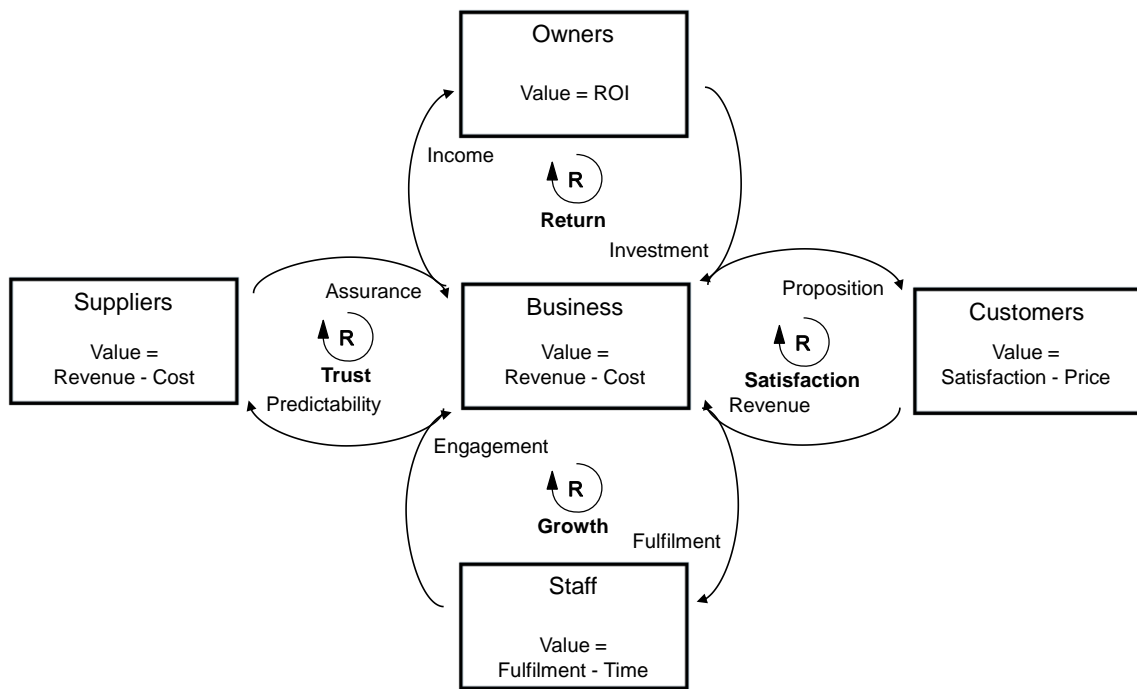 Owners
Value = ROI
Income
R
Return
Investment
Suppliers
Value =
Revenue - Cost
Assurance
R
Trust
Predictability
Business
Value =
Revenue - Cost
Proposition
R
Satisfaction
Revenue
Customers
Value =
Satisfaction - Price
Engagement
R
Growth
Fulfilment
Staff
Value =
Fulfilment - Time